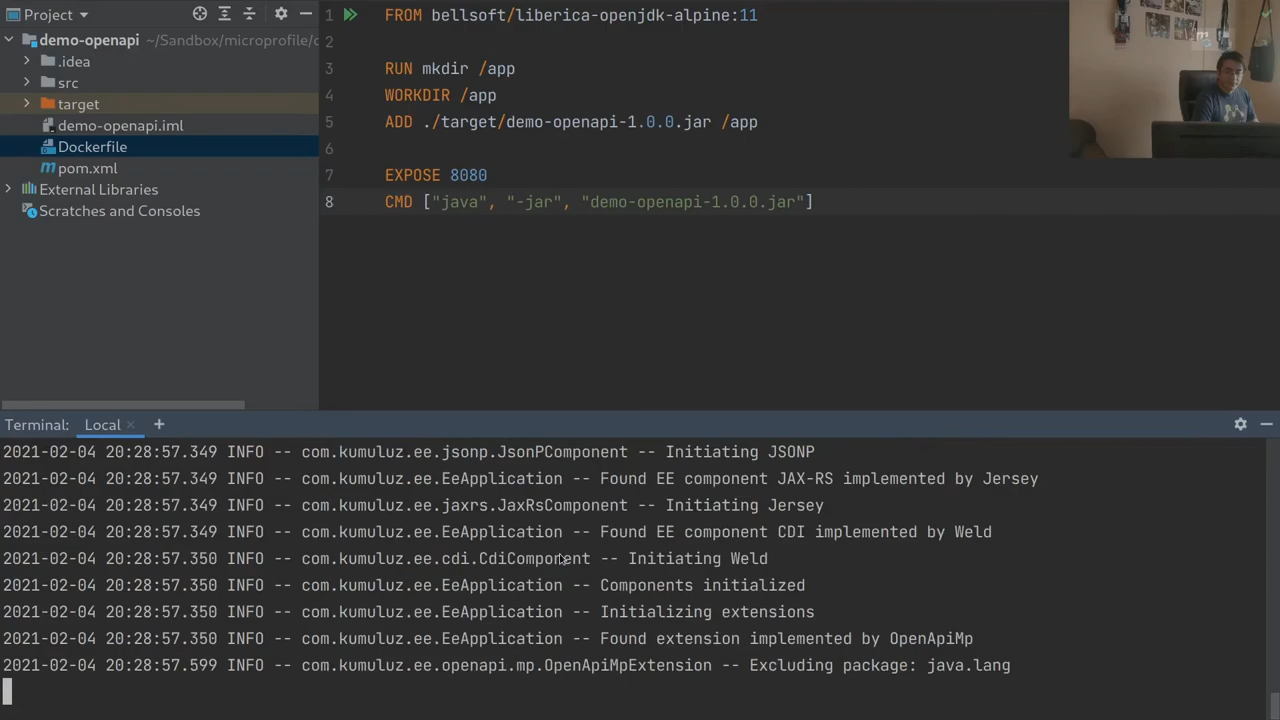 Project
demo-openapi ~/Sandbox/microprofile/
.idea
src
target
demo-openapi.iml
Dockerfile
pom.xml
External Libraries
Scratches and Consoles
1 FROM bellsoft/liberica-openjdk-alpine:11
2
3 RUN mkdir /app
4 WORKDIR /app
5 ADD ./target/demo-openapi-1.0.0.jar /app
6
7 EXPOSE 8080
8 CMD ["java", "-jar", "demo-openapi-1.0.0.jar"]
Terminal: Local × +
2021-02-04 20:28:57.349 INFO -- com.kumuluz.ee.jsonp.JsonPComponent -- Initiating JSONP
2021-02-04 20:28:57.349 INFO -- com.kumuluz.ee.EeApplication -- Found EE component JAX-RS implemented by Jersey
2021-02-04 20:28:57.349 INFO -- com.kumuluz.ee.jaxrs.JaxRsComponent -- Initiating Jersey
2021-02-04 20:28:57.349 INFO -- com.kumuluz.ee.EeApplication -- Found EE component CDI implemented by Weld
2021-02-04 20:28:57.350 INFO -- com.kumuluz.ee.cdi.CdiComponent -- Initiating Weld
2021-02-04 20:28:57.350 INFO -- com.kumuluz.ee.EeApplication -- Components initialized
2021-02-04 20:28:57.350 INFO -- com.kumuluz.ee.EeApplication -- Initializing extensions
2021-02-04 20:28:57.350 INFO -- com.kumuluz.ee.EeApplication -- Found extension implemented by OpenApiMp
2021-02-04 20:28:57.599 INFO -- com.kumuluz.ee.openapi.mp.OpenApiMpExtension -- Excluding package: java.lang